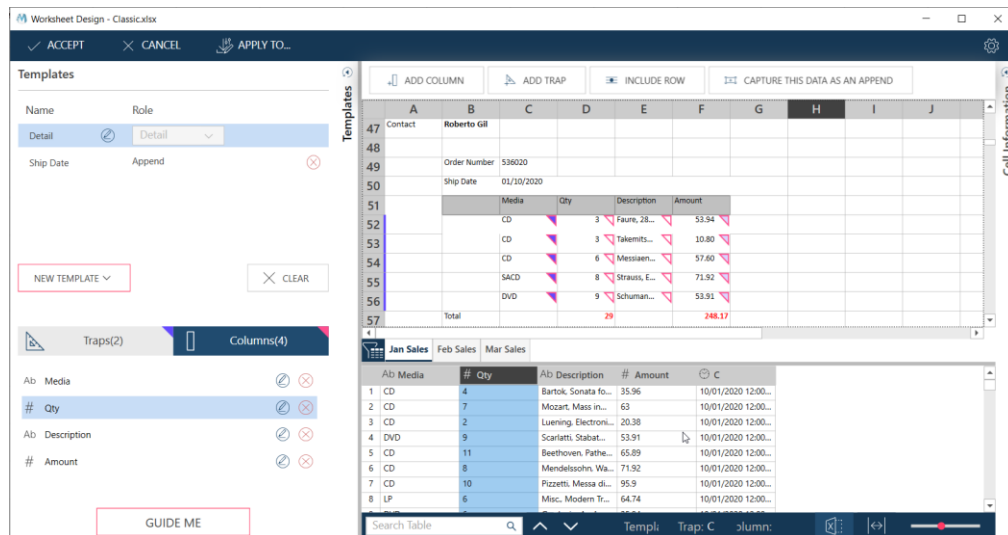 Worksheet Design - Classic.xlsx
ACCEPT CANCEL APPLY TO...
Templates
Name Role
Detail Detail
Ship Date Append
NEW TEMPLATE CLEAR
Traps(2) Columns(4)
Ab Media
# Qty
Ab Description
# Amount
GUIDE ME
Templates
ADD COLUMN ADD TRAP INCLUDE ROW CAPTURE THIS DATA AS AN APPEND
A B C D E F G H I J
47 Contact Roberto Gil
48
49 Order Number 536020
50 Ship Date 01/10/2020
51 Media Qty Description Amount
52 CD 3 Faure, 28... 53.94
53 CD 3 Takemits... 10.80
54 CD 6 Messiaen... 57.60
55 SACD 8 Strauss, E... 71.92
56 DVD 9 Schuman... 53.91
57 Total 29 248.17
Jan Sales Feb Sales Mar Sales
Ab Media # Qty Ab Description # Amount C
1 CD 4 Bartok, Sonata fo... 35.96 10/01/2020 12:00...
2 CD 7 Mozart, Mass in... 63 10/01/2020 12:00...
3 CD 2 Luening, Electroni... 20.38 10/01/2020 12:00...
4 DVD 9 Scarlatti, Stabat... 53.91 10/01/2020 12:00...
5 CD 11 Beethoven, Pathe... 65.89 10/01/2020 12:00...
6 CD 8 Mendelssohn, Wa... 71.92 10/01/2020 12:00...
7 CD 10 Pizzetti, Messa di... 95.9 10/01/2020 12:00...
8 LP 6 Misc, Modern Tr... 64.74 10/01/2020 12:00...
Search Table Templ Trap: C olumn:
Cell Information